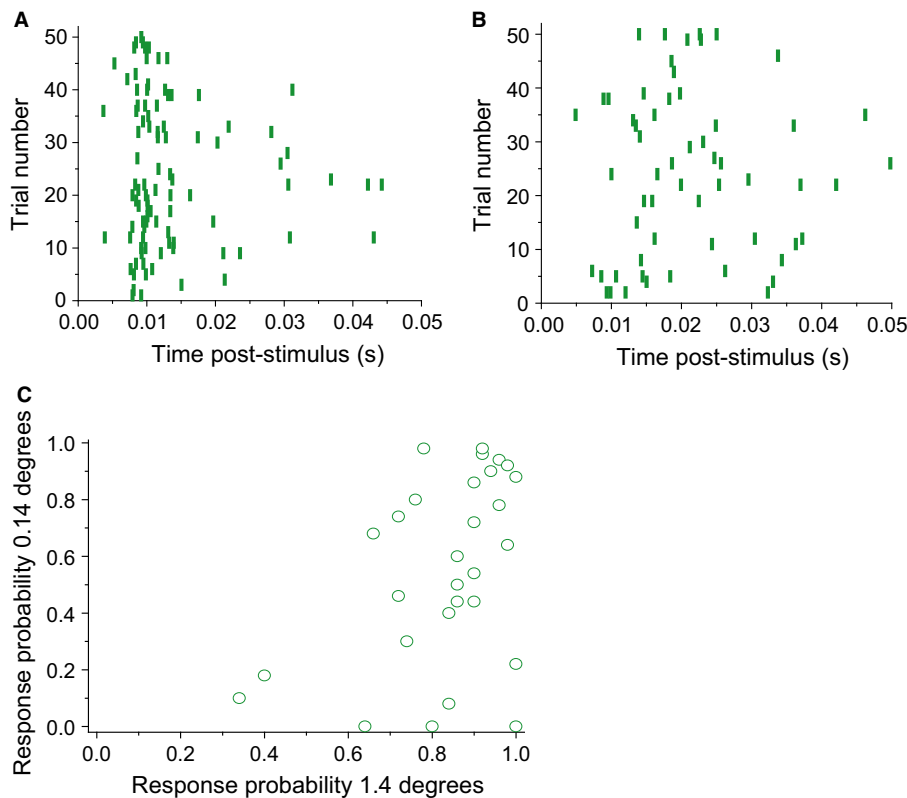 A
50
40
30
20
10
0
Trial number
0.00 0.01 0.02 0.03 0.04 0.05
Time post-stimulus (s)
B
50
40
30
20
10
0
Trial number
0.00 0.01 0.02 0.03 0.04 0.05
Time post-stimulus (s)
C
1.0
0.8
0.6
0.4
0.2
0.0
Response probability 0.14 degrees
0.0 0.2 0.4 0.6 0.8 1.0
Response probability 1.4 degrees